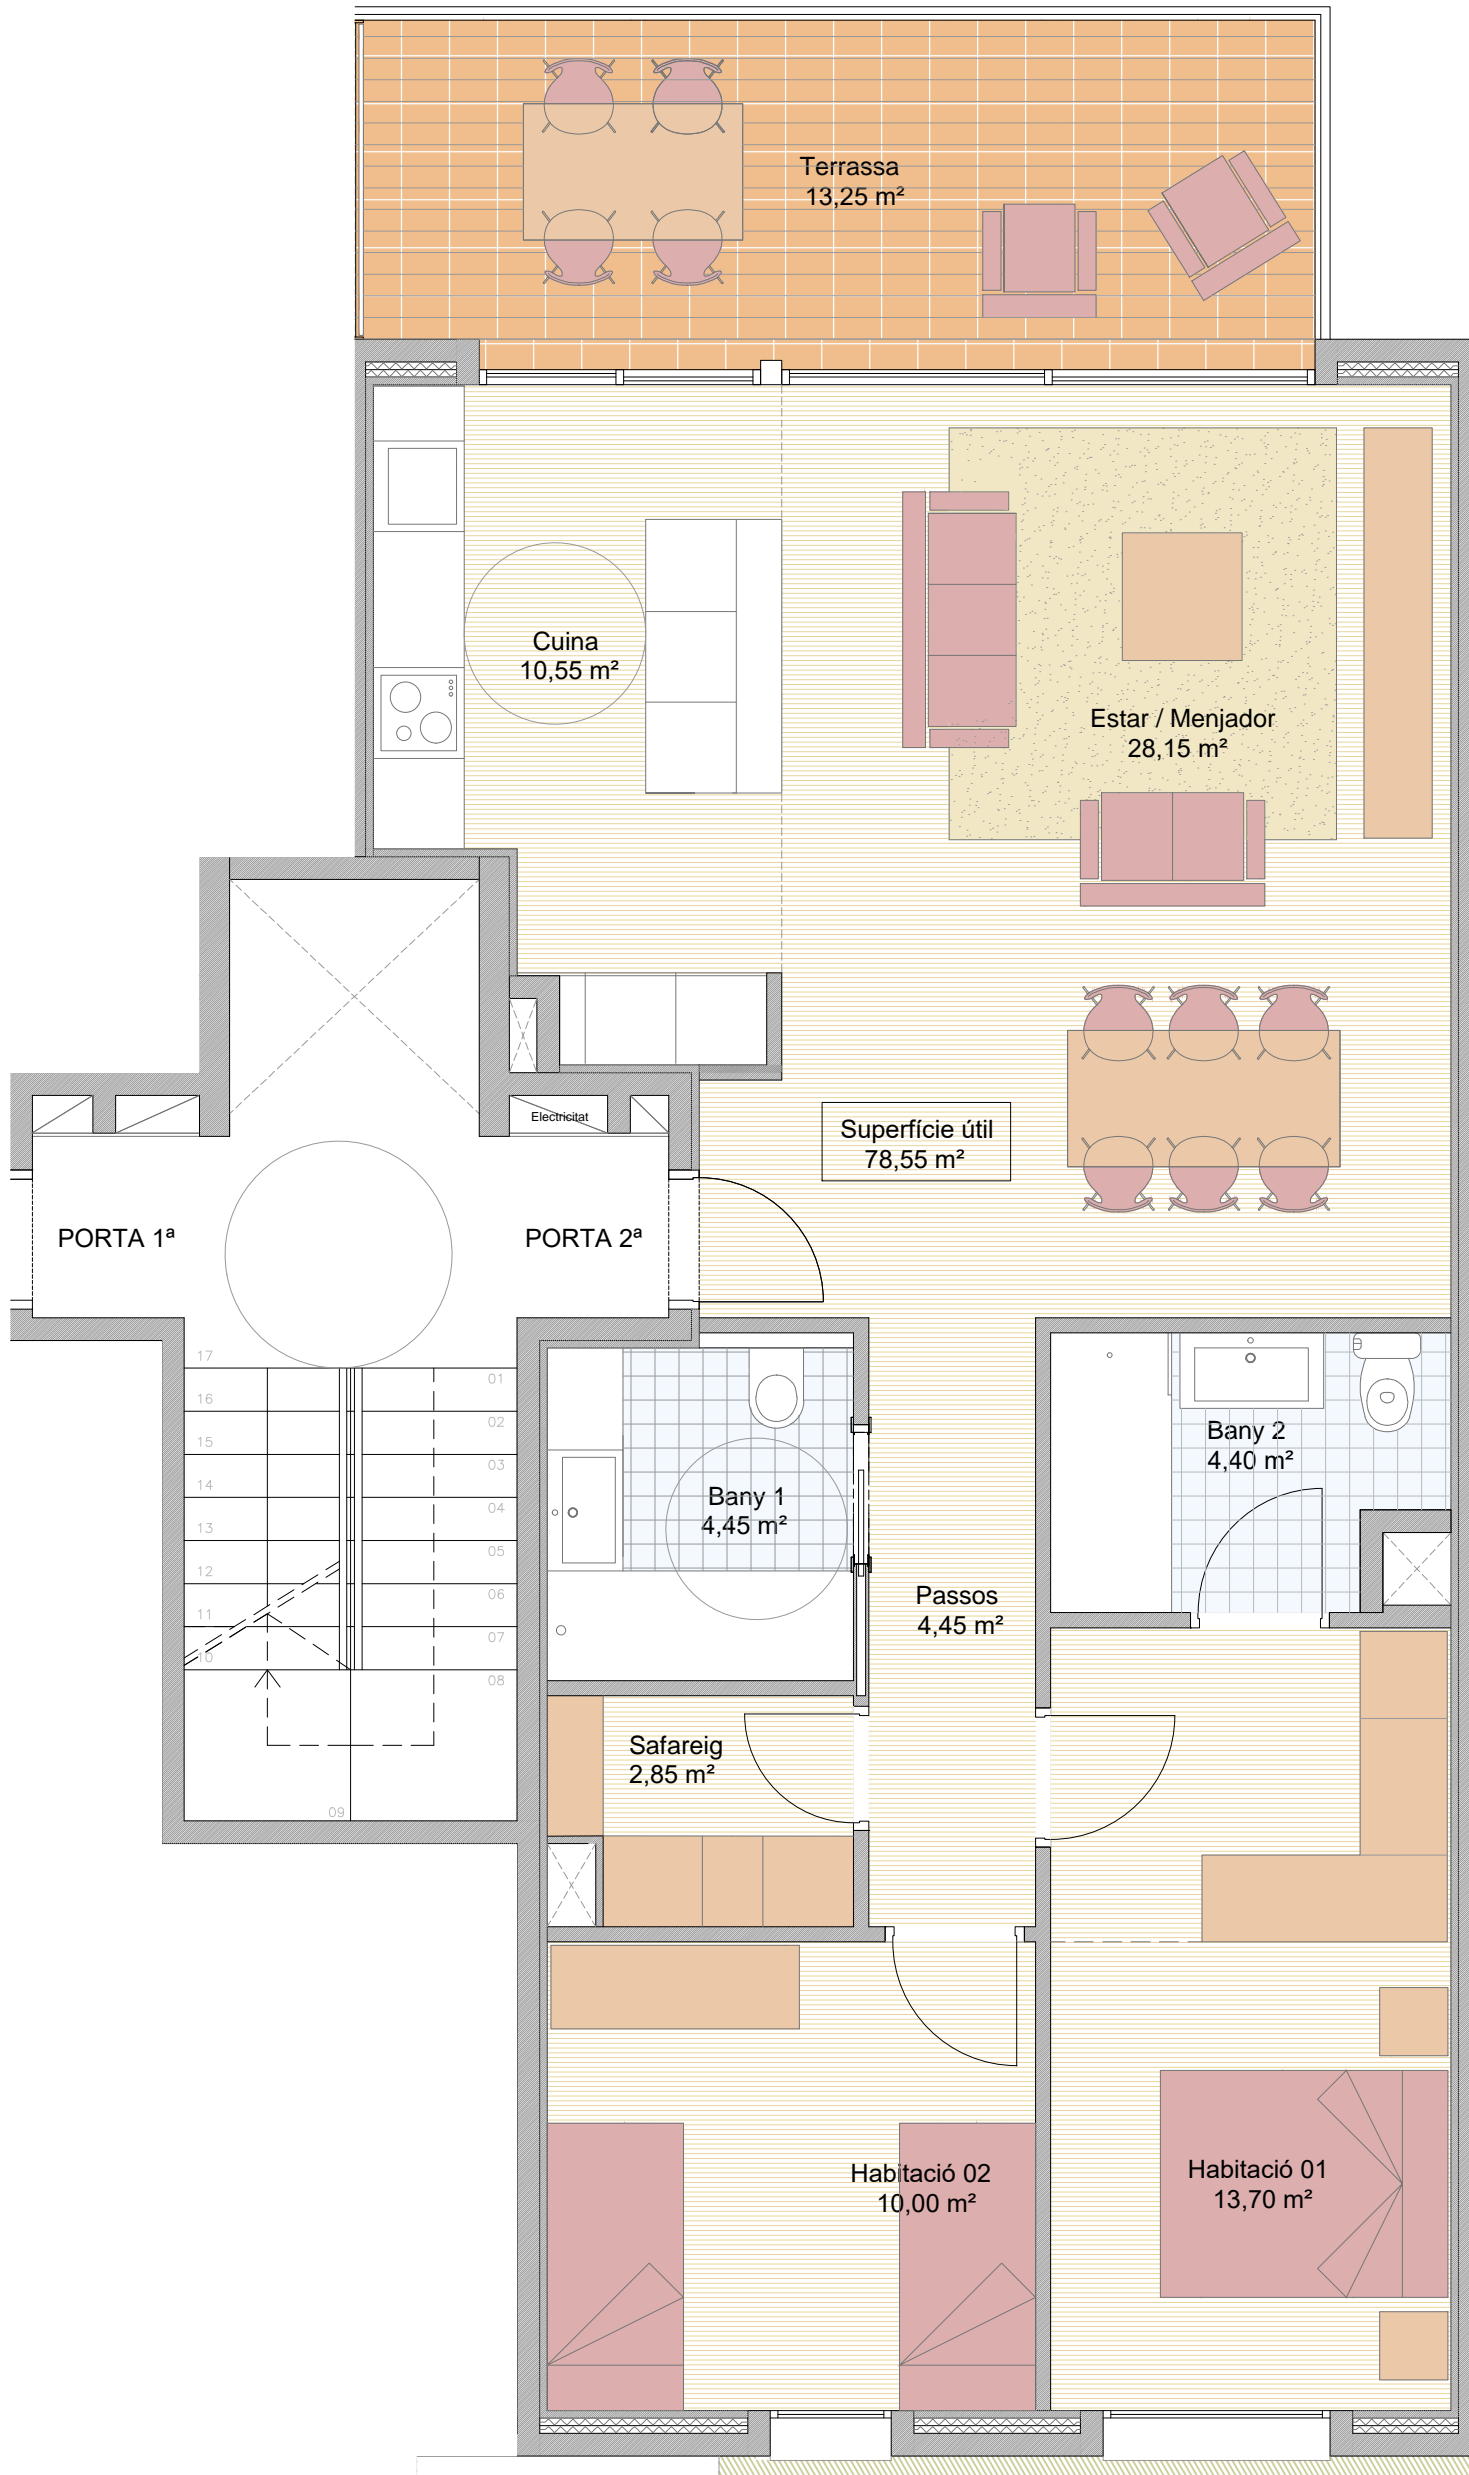 Terrassa
13,25 m²
Cuina
10,55 m²
Estar / Menjador
28,15 m²
Electricitat
Superfície útil
78,55 m²
PORTA 1ª
PORTA 2ª
17
16
15
14
13
12
11
10
01
02
03
04
05
06
07
08
09
Bany 1
4,45 m²
Bany 2
4,40 m²
Passos
4,45 m²
Safareig
2,85 m²
Habitació 02
10,00 m²
Habitació 01
13,70 m²